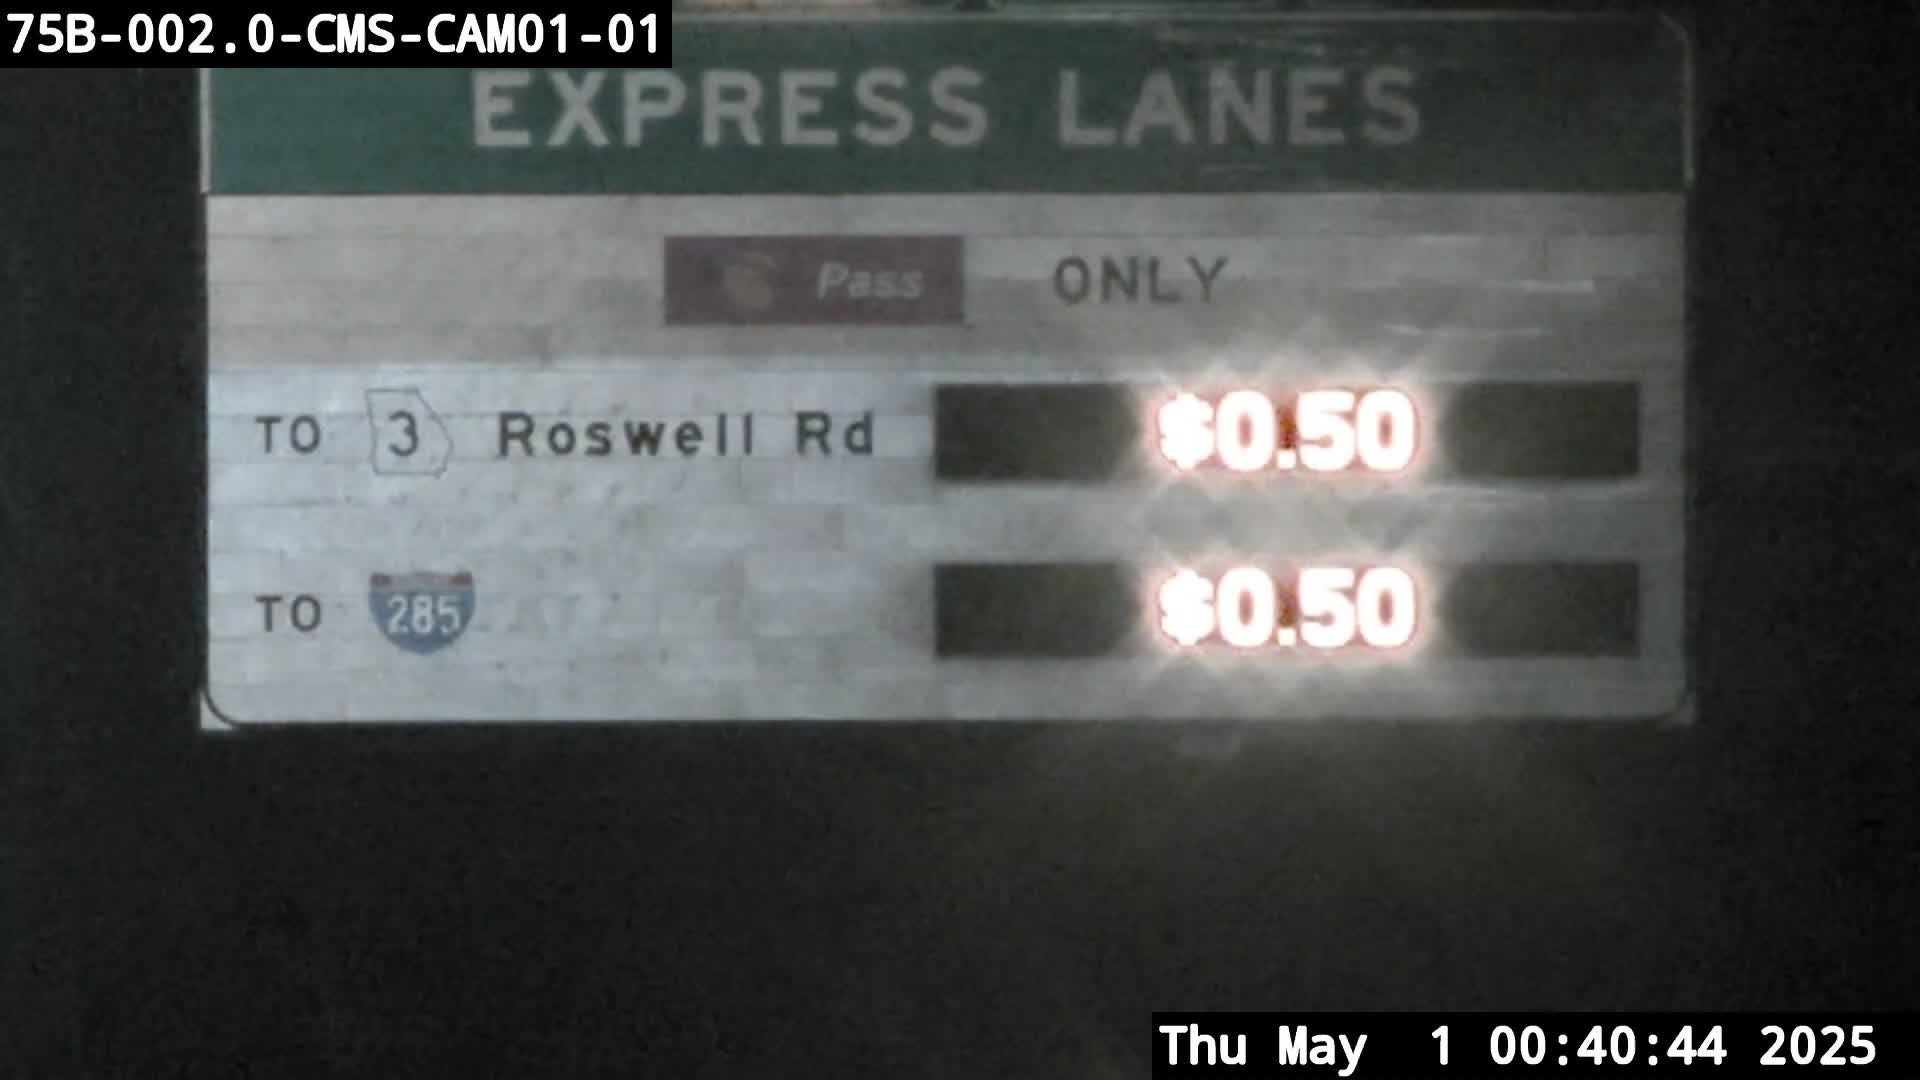 75B-002.0-CMS-CAM01-01
EXPRESS LANES
Pass ONLY
TO 3 Roswell Rd $0.50
TO 285 $0.50
Thu May 1 00:40:44 2025